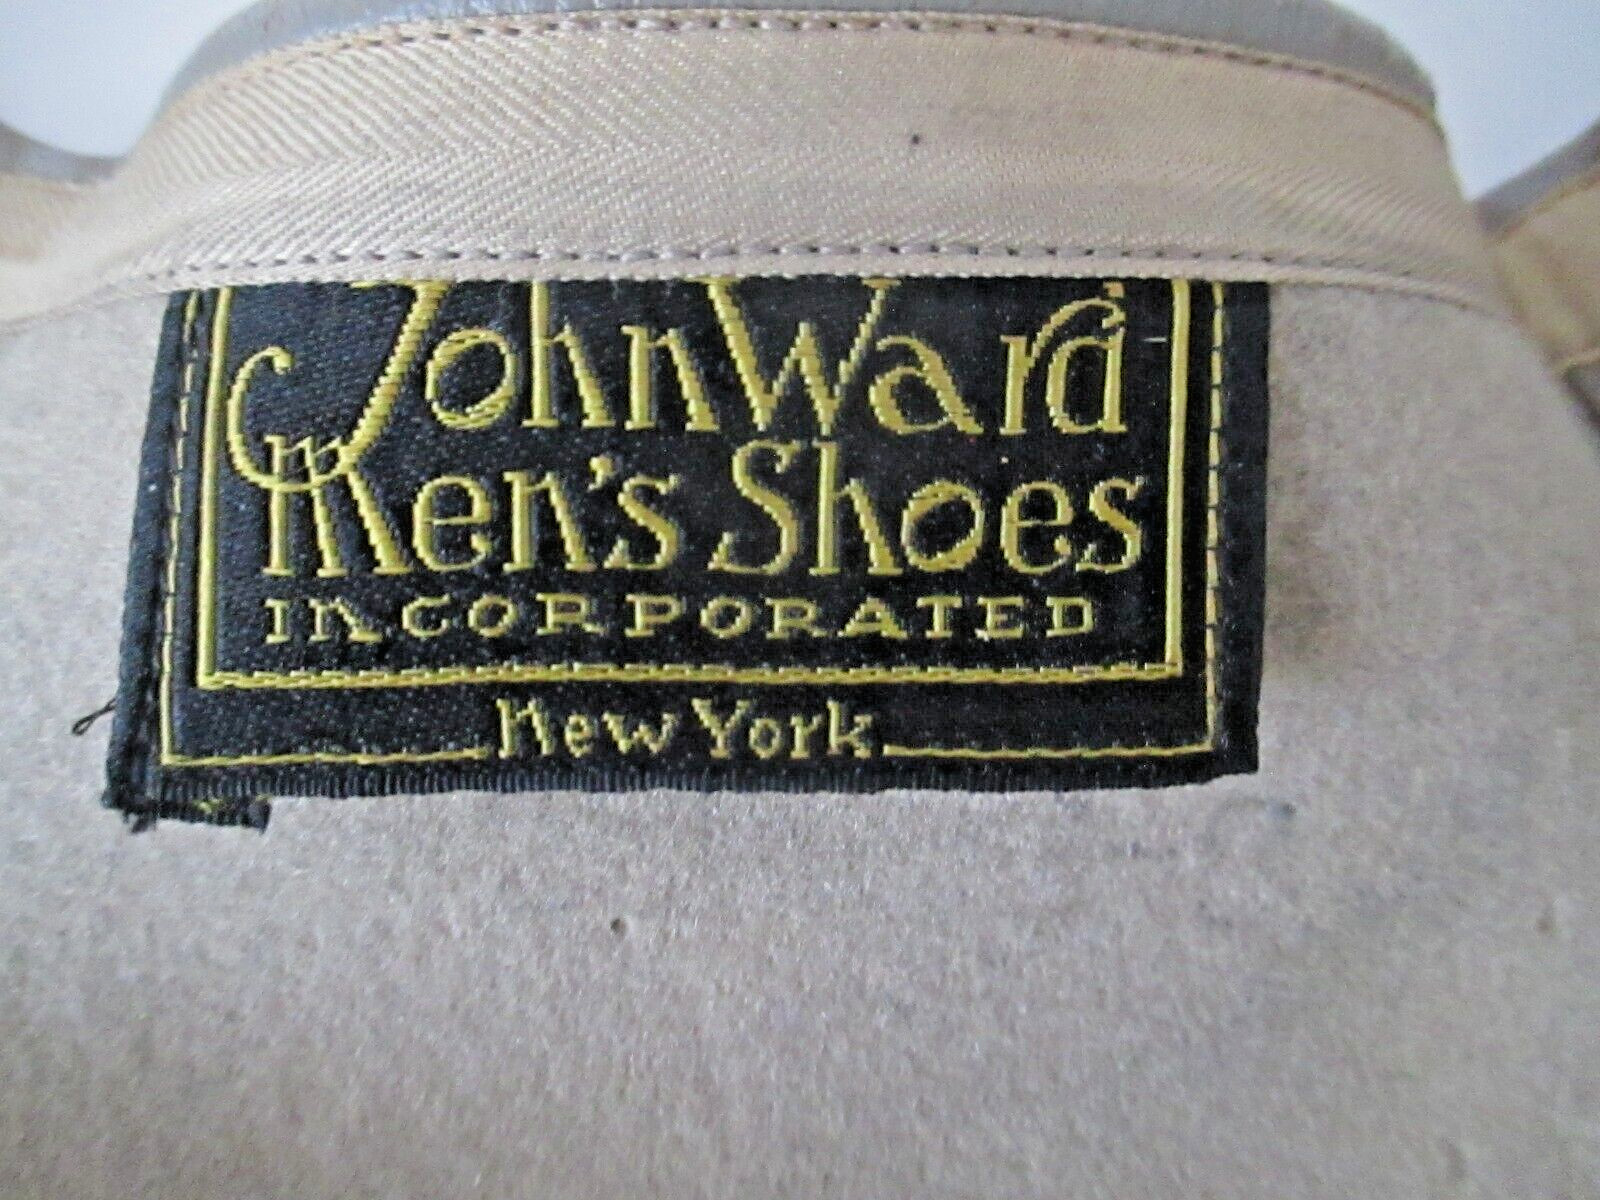 John Ward
Men's Shoes
INCORPORATED
New York